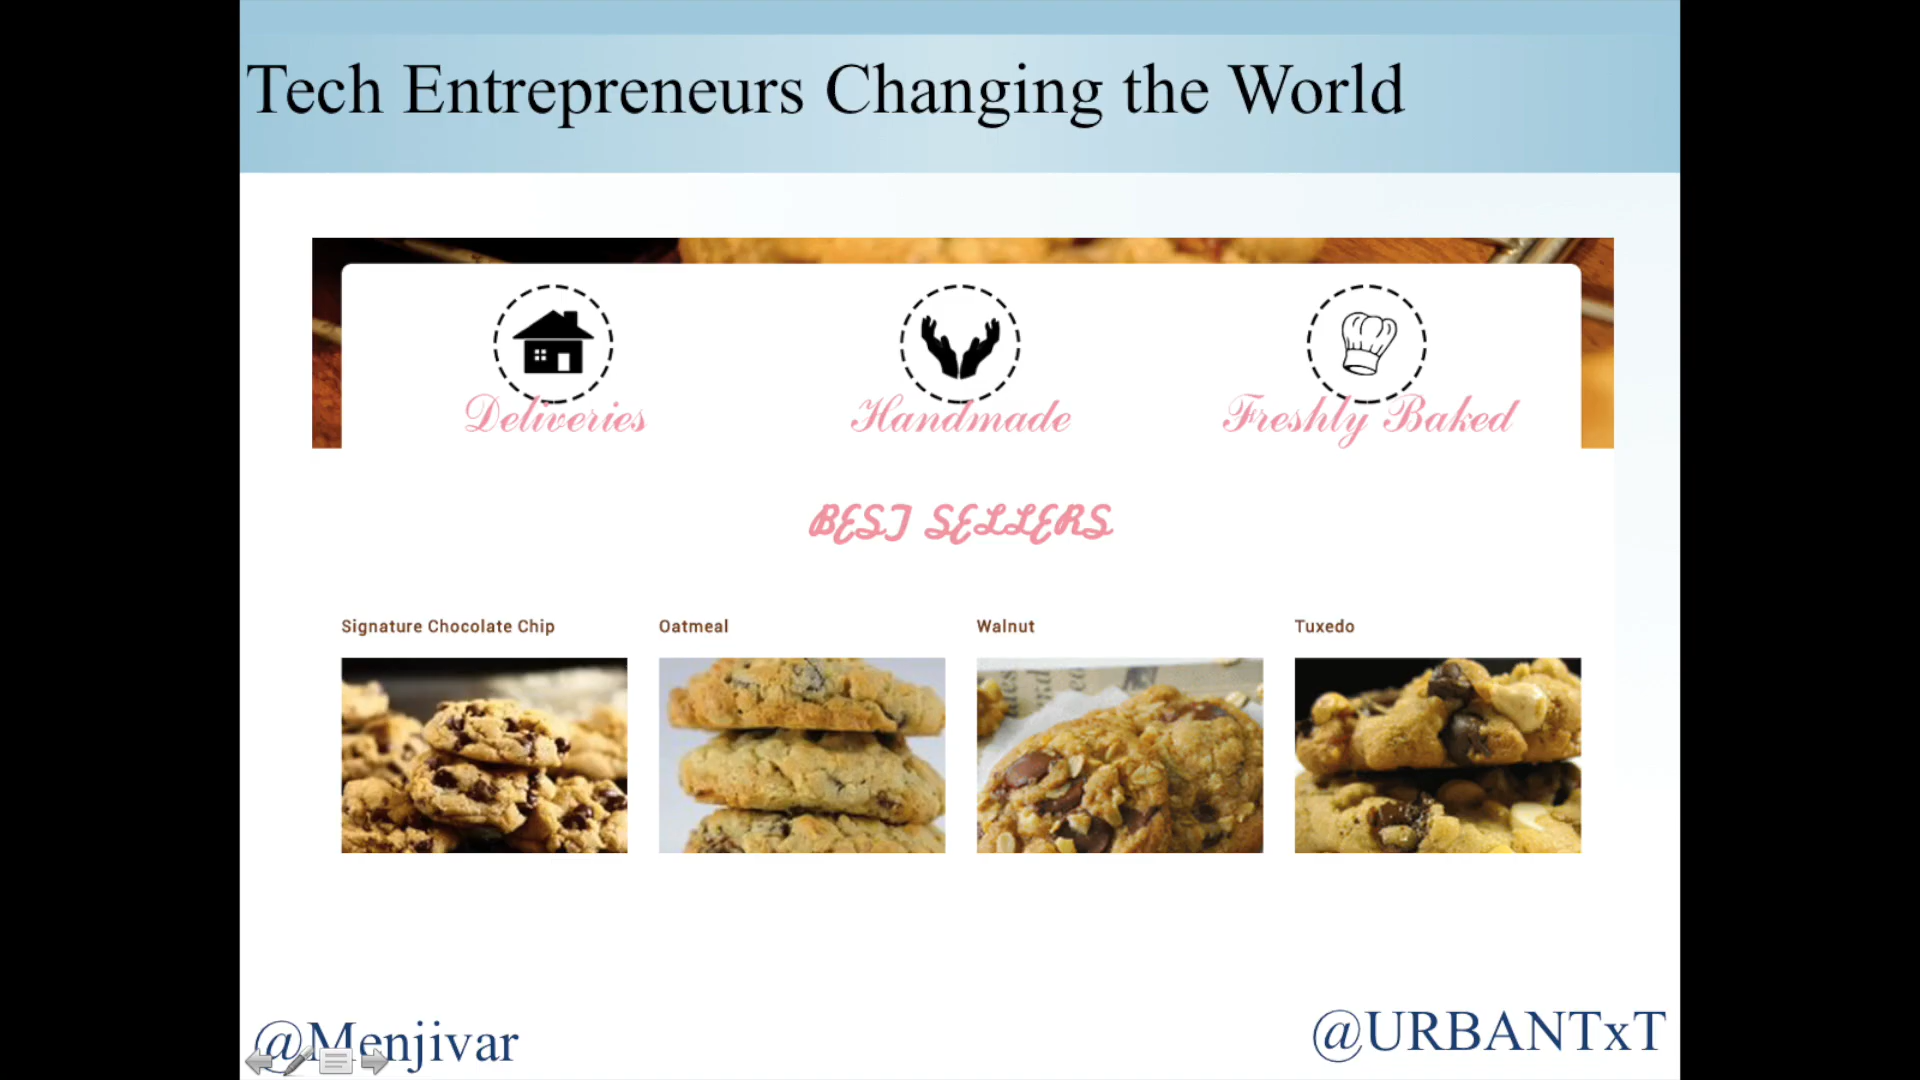 Tech Entrepreneurs Changing the World
Deliveries
Handmade
Freshly Baked
BEST SELLERS
Signature Chocolate Chip
Oatmeal
Walnut
Tuxedo
@Menjivar
@URBANTxT